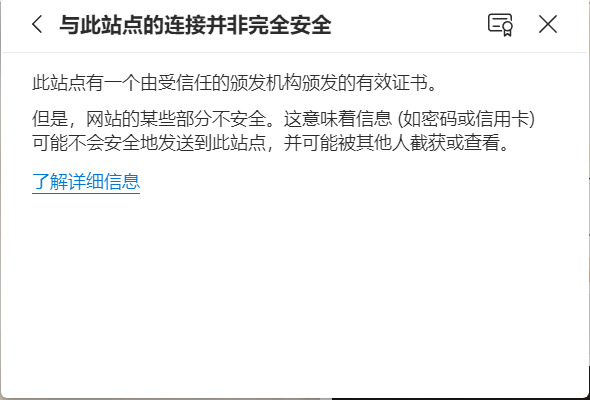 与此站点的连接并非完全安全
此站点有一个由受信任的颁发机构颁发的有效证书。
但是，网站的某些部分不安全。这意味着信息 (如密码或信用卡)
可能不会安全地发送到此站点，并可能被其他人截获或查看。
了解详细信息